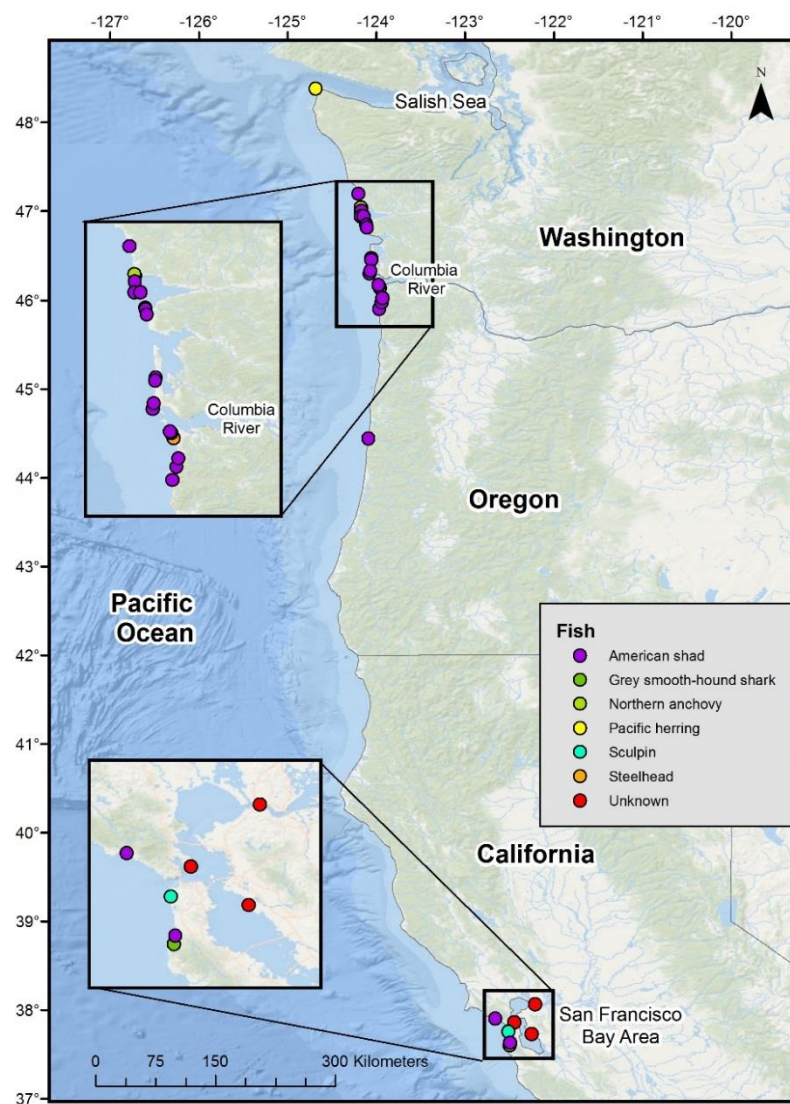 -127° -126° -125° -124° -123° -122° -121° -120°
N
Salish Sea
48°
47°
Washington
Columbia
River
46°
45°
Columbia
River
44°
Oregon
43°
Pacific
Ocean
42°
Fish
American shad
Grey smooth-hound shark
Northern anchovy
Pacific herring
Sculpin
Steelhead
Unknown
41°
40°
California
39°
38°
San Francisco
Bay Area
0 75 150 300 Kilometers
37°